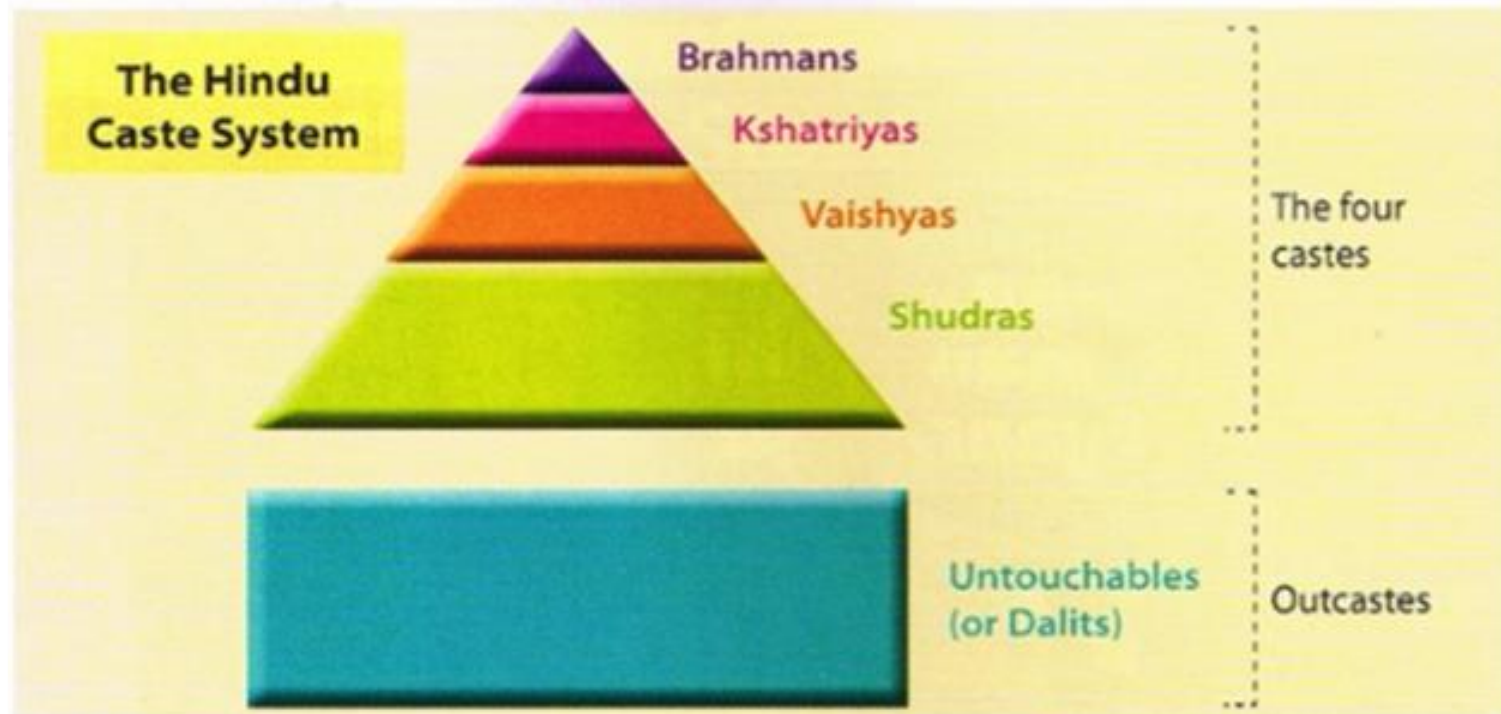 The Hindu
Caste System
Brahmans
Kshatriyas
Vaishyas
The four
castes
Shudras
Untouchables
(or Dalits)
Outcastes